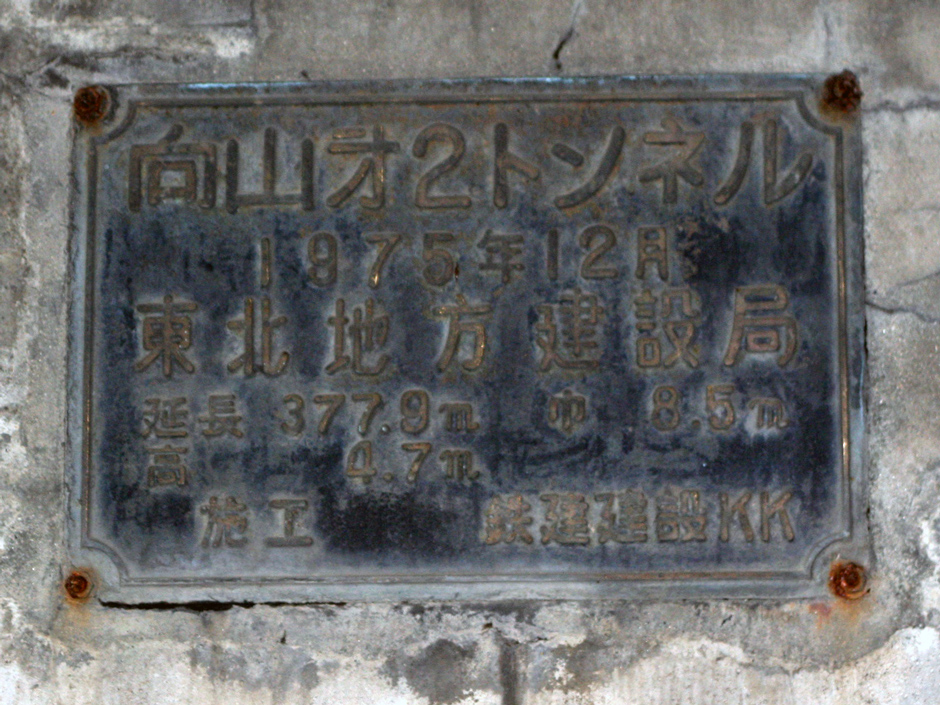 向山才2トンネル
1975年12月
東北地方建設局
延長 377.9m 巾 8.5m
高 4.7m
施工 鉄建建設KK